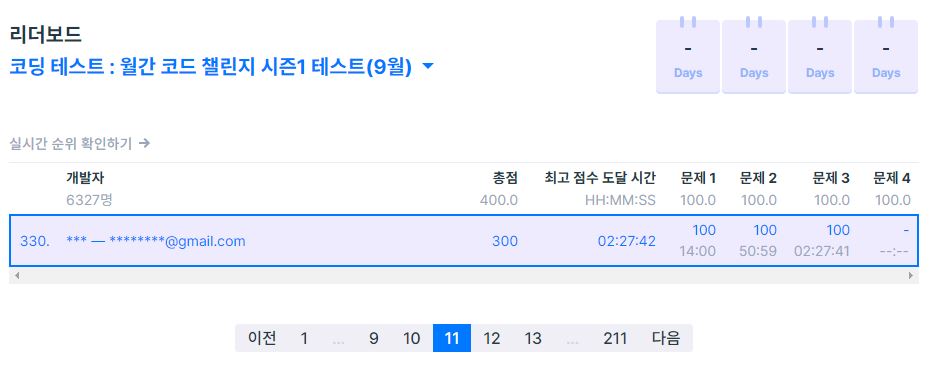 리더보드
코딩 테스트 : 월간 코드 챌린지 시즌1 테스트(9월)
- - - -
Days Days Days Days
실시간 순위 확인하기 →
개발자 총점 최고 점수 도달 시간 문제 1 문제 2 문제 3 문제 4
6327명 400.0 HH:MM:SS 100.0 100.0 100.0 100.0
330. *** — ********@gmail.com 300 02:27:42 100 100 100 -
14:00 50:59 02:27:41 --:--
이전 1 ... 9 10 11 12 13 ... 211 다음